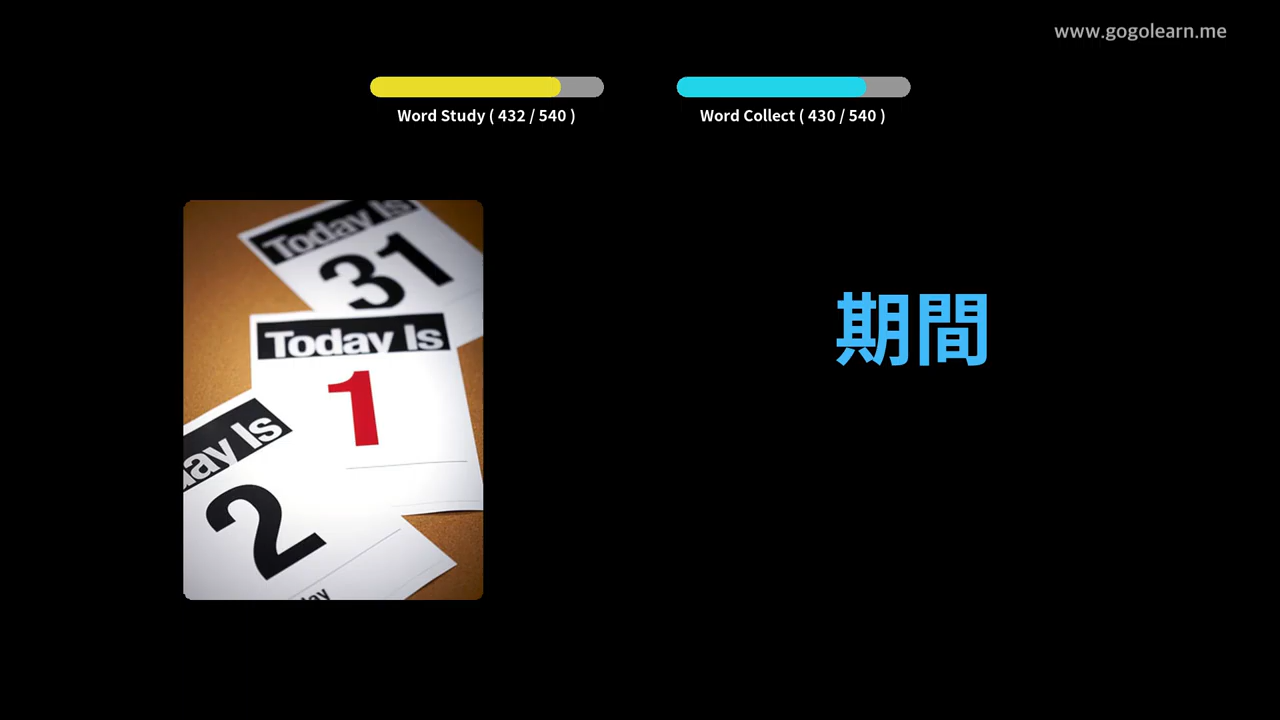 www.gogolearn.me
Word Study ( 432 / 540 )
Word Collect ( 430 / 540 )
Today Is
31
Today Is
1
ay Is
2
期間